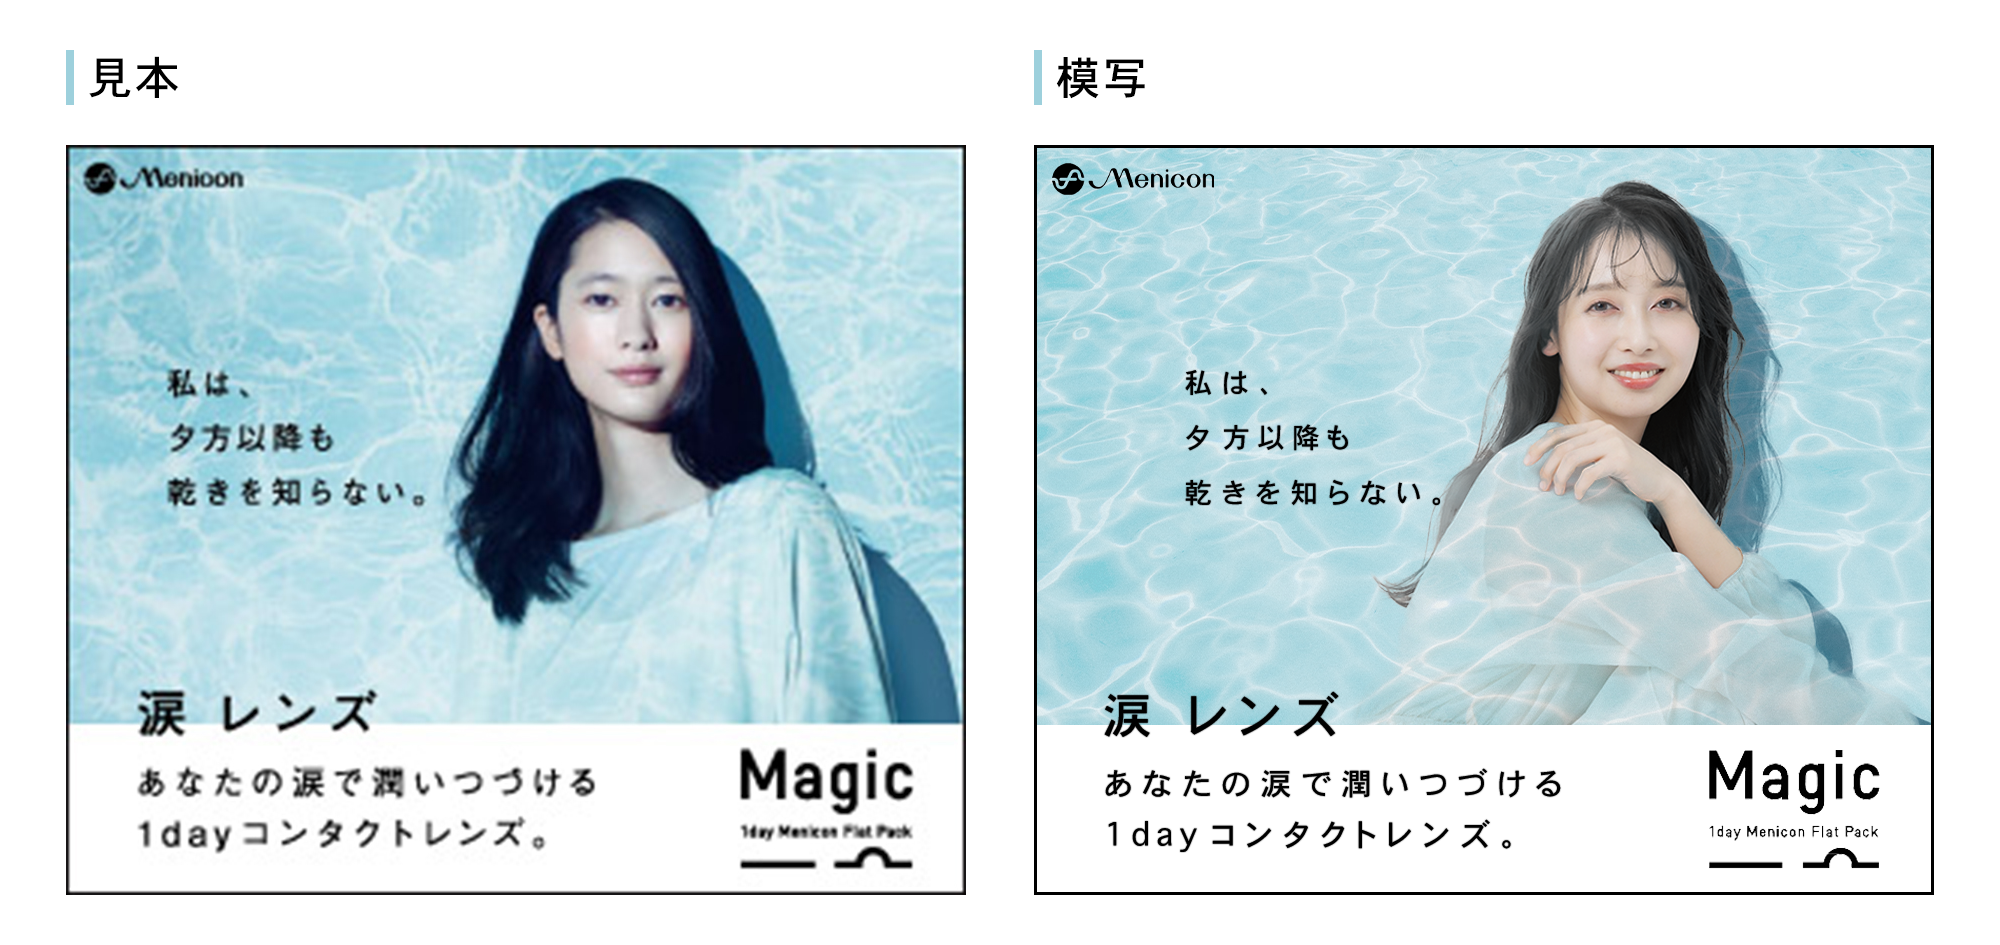 見本
Menicon
私は、
夕方以降も
乾きを知らない。
涙 レンズ
あなたの涙で潤いつづける
1dayコンタクトレンズ。
Magic
1day Menicon Flat Pack
模写
Menicon
私は、
夕方以降も
乾きを知らない。
涙 レンズ
あなたの涙で潤いつづける
1dayコンタクトレンズ。
Magic
1day Menicon Flat Pack